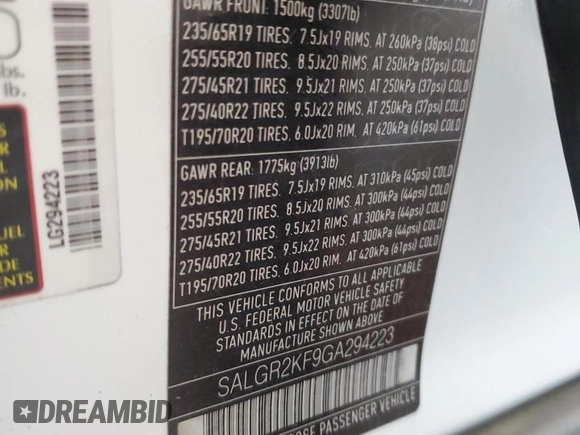 GAWR FRONT: 1500kg (3307lb)
235/65R19 TIRES. 7.5Jx19 RIMS. AT 260kPa (38psi) COLD
255/55R20 TIRES. 8.5Jx20 RIMS. AT 250kPa (37psi) COLD
275/45R21 TIRES. 9.5Jx21 RIMS. AT 250kPa (37psi) COLD
275/40R22 TIRES. 9.5Jx22 RIMS. AT 250kPa (37psi) COLD
T195/70R20 TIRES. 6.0Jx20 RIM. AT 420kPa (61psi) COLD
GAWR REAR: 1775kg (3913lb)
235/65R19 TIRES. 7.5Jx19 RIMS. AT 310kPa (45psi) COLD
255/55R20 TIRES. 8.5Jx20 RIMS. AT 300kPa (44psi) COLD
275/45R21 TIRES. 9.5Jx21 RIMS. AT 300kPa (44psi) COLD
275/40R22 TIRES. 9.5Jx22 RIMS. AT 300kPa (44psi) COLD
T195/70R20 TIRES. 6.0Jx20 RIM. AT 420kPa (61psi) COLD
THIS VEHICLE CONFORMS TO ALL APPLICABLE
U.S. FEDERAL MOTOR VEHICLE SAFETY
STANDARDS IN EFFECT ON THE DATE OF
MANUFACTURE SHOWN ABOVE
SALGR2KF9GA294223
PASSENGER VEHICLE
lbs.
lb.
LG294223
UEL
R
DE
ENTS
DREAMBID